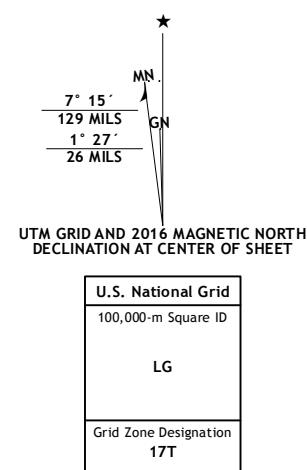 MN
7° 15´
129 MILS
GN
1° 27´
26 MILS
UTM GRID AND 2016 MAGNETIC NORTH
DECLINATION AT CENTER OF SHEET
U.S. National Grid
100,000-m Square ID
LG
Grid Zone Designation
17T